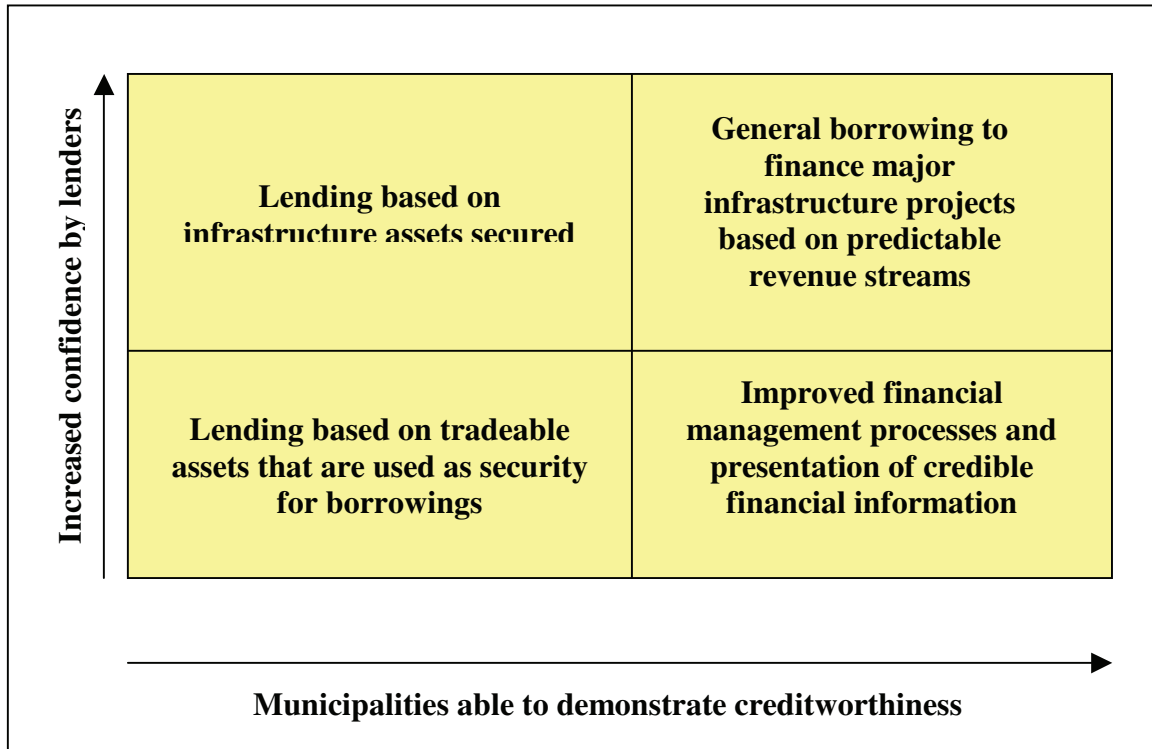 Increased confidence by lenders
Lending based on
infrastructure assets secured
General borrowing to
finance major
infrastructure projects
based on predictable
revenue streams
Lending based on tradeable
assets that are used as security
for borrowings
Improved financial
management processes and
presentation of credible
financial information
Municipalities able to demonstrate creditworthiness